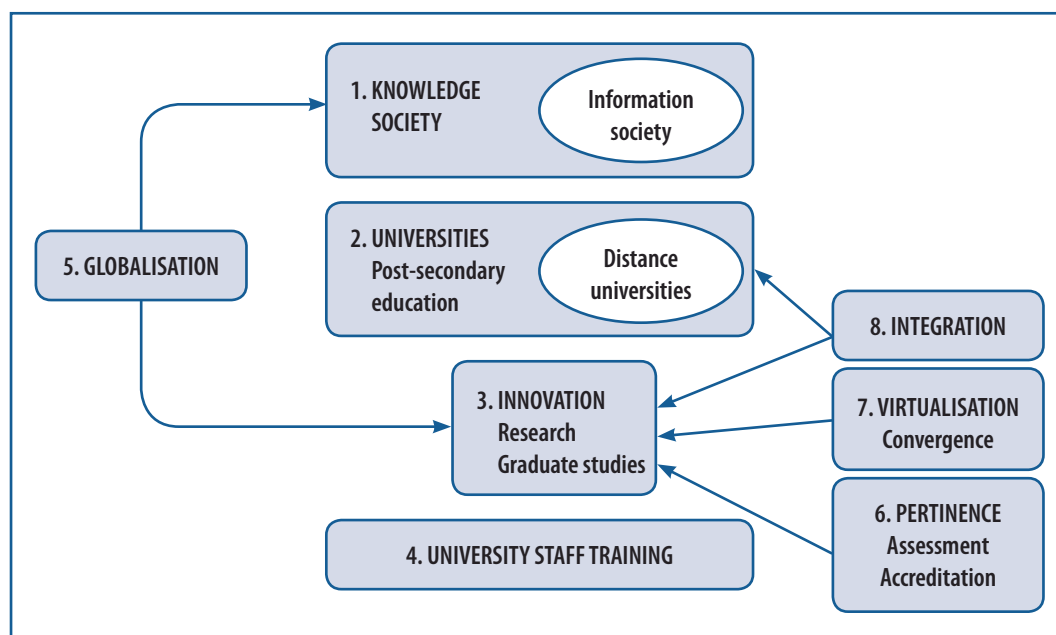 1. KNOWLEDGE
SOCIETY
Information
society
2. UNIVERSITIES
Post-secondary
education
Distance
universities
5. GLOBALISATION
3. INNOVATION
Research
Graduate studies
4. UNIVERSITY STAFF TRAINING
8. INTEGRATION
7. VIRTUALISATION
Convergence
6. PERTINENCE
Assessment
Accreditation